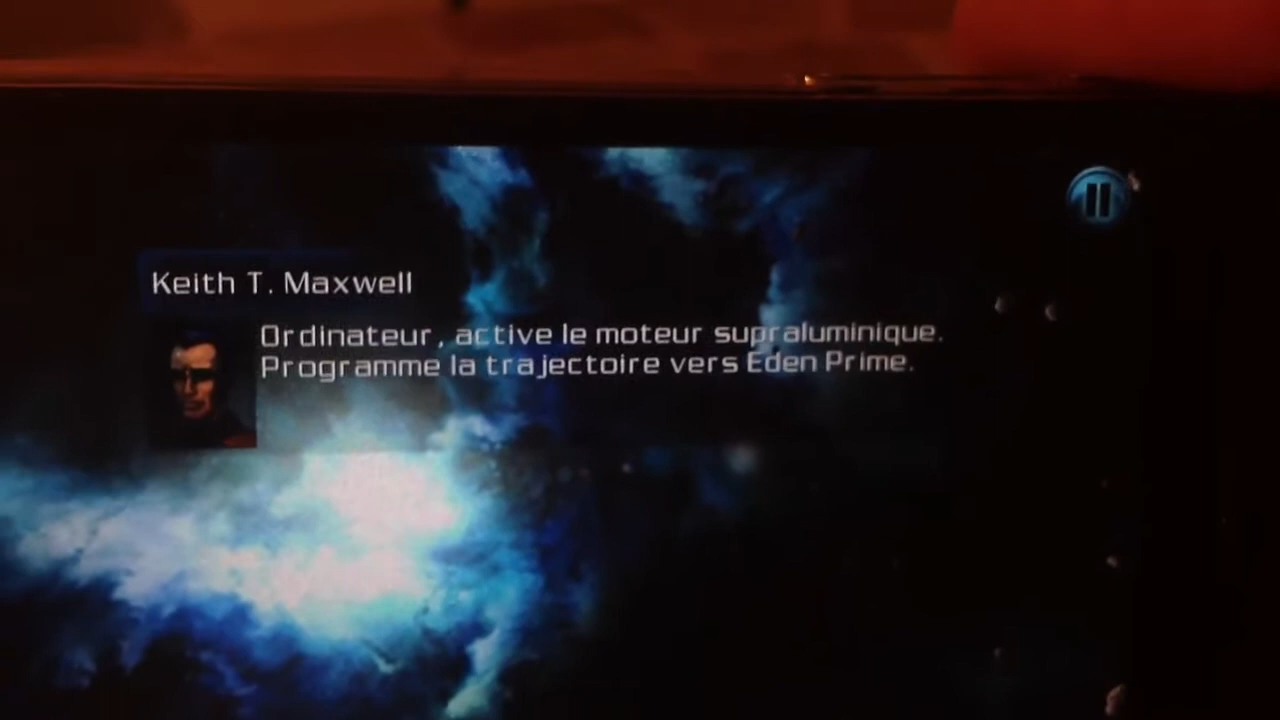 Keith T. Maxwell
Ordinateur, active le moteur supraluminique.
Programme la trajectoire vers Eden Prime.